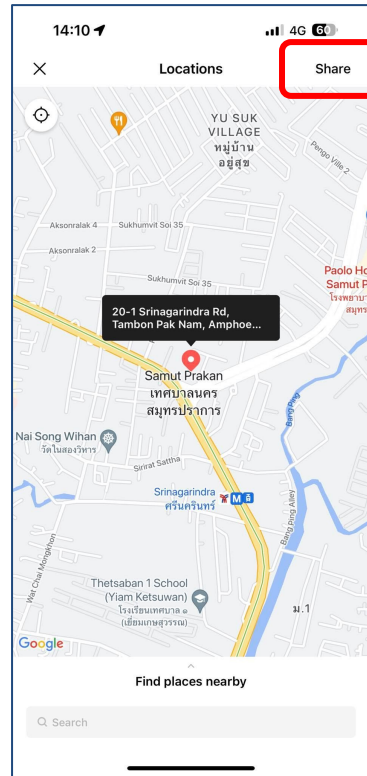 14:10
4G 60
Locations
Share
YU SUK
VILLAGE
หมู่บ้าน
อยู่สุข
Pengo Ville 2
Aksonralak 4
Sukhumvit Soi 35
Aksonralak 2
Sukhumvit Soi 35
Paolo Ho
Samut P
โรงพยาบา
สมุทร
20-1 Srinagarindra Rd,
Tambon Pak Nam, Amphoe...
Samut Prakan
เทศบาลนคร
สมุทรปราการ
Bang Ping
Nai Song Wihan
วัดในสองวิหาร
Sirirat Sattha
Srinagarindra
ศรีนครินทร์
M
Bang Ping Alley
Wat Chai Mongkhon
Thetsaban 1 School
(Yiam Ketsuwan)
โรงเรียนเทศบาล ๑
(เยี่ยมเกษสุวรรณ)
ม.1
Google
Find places nearby
Search